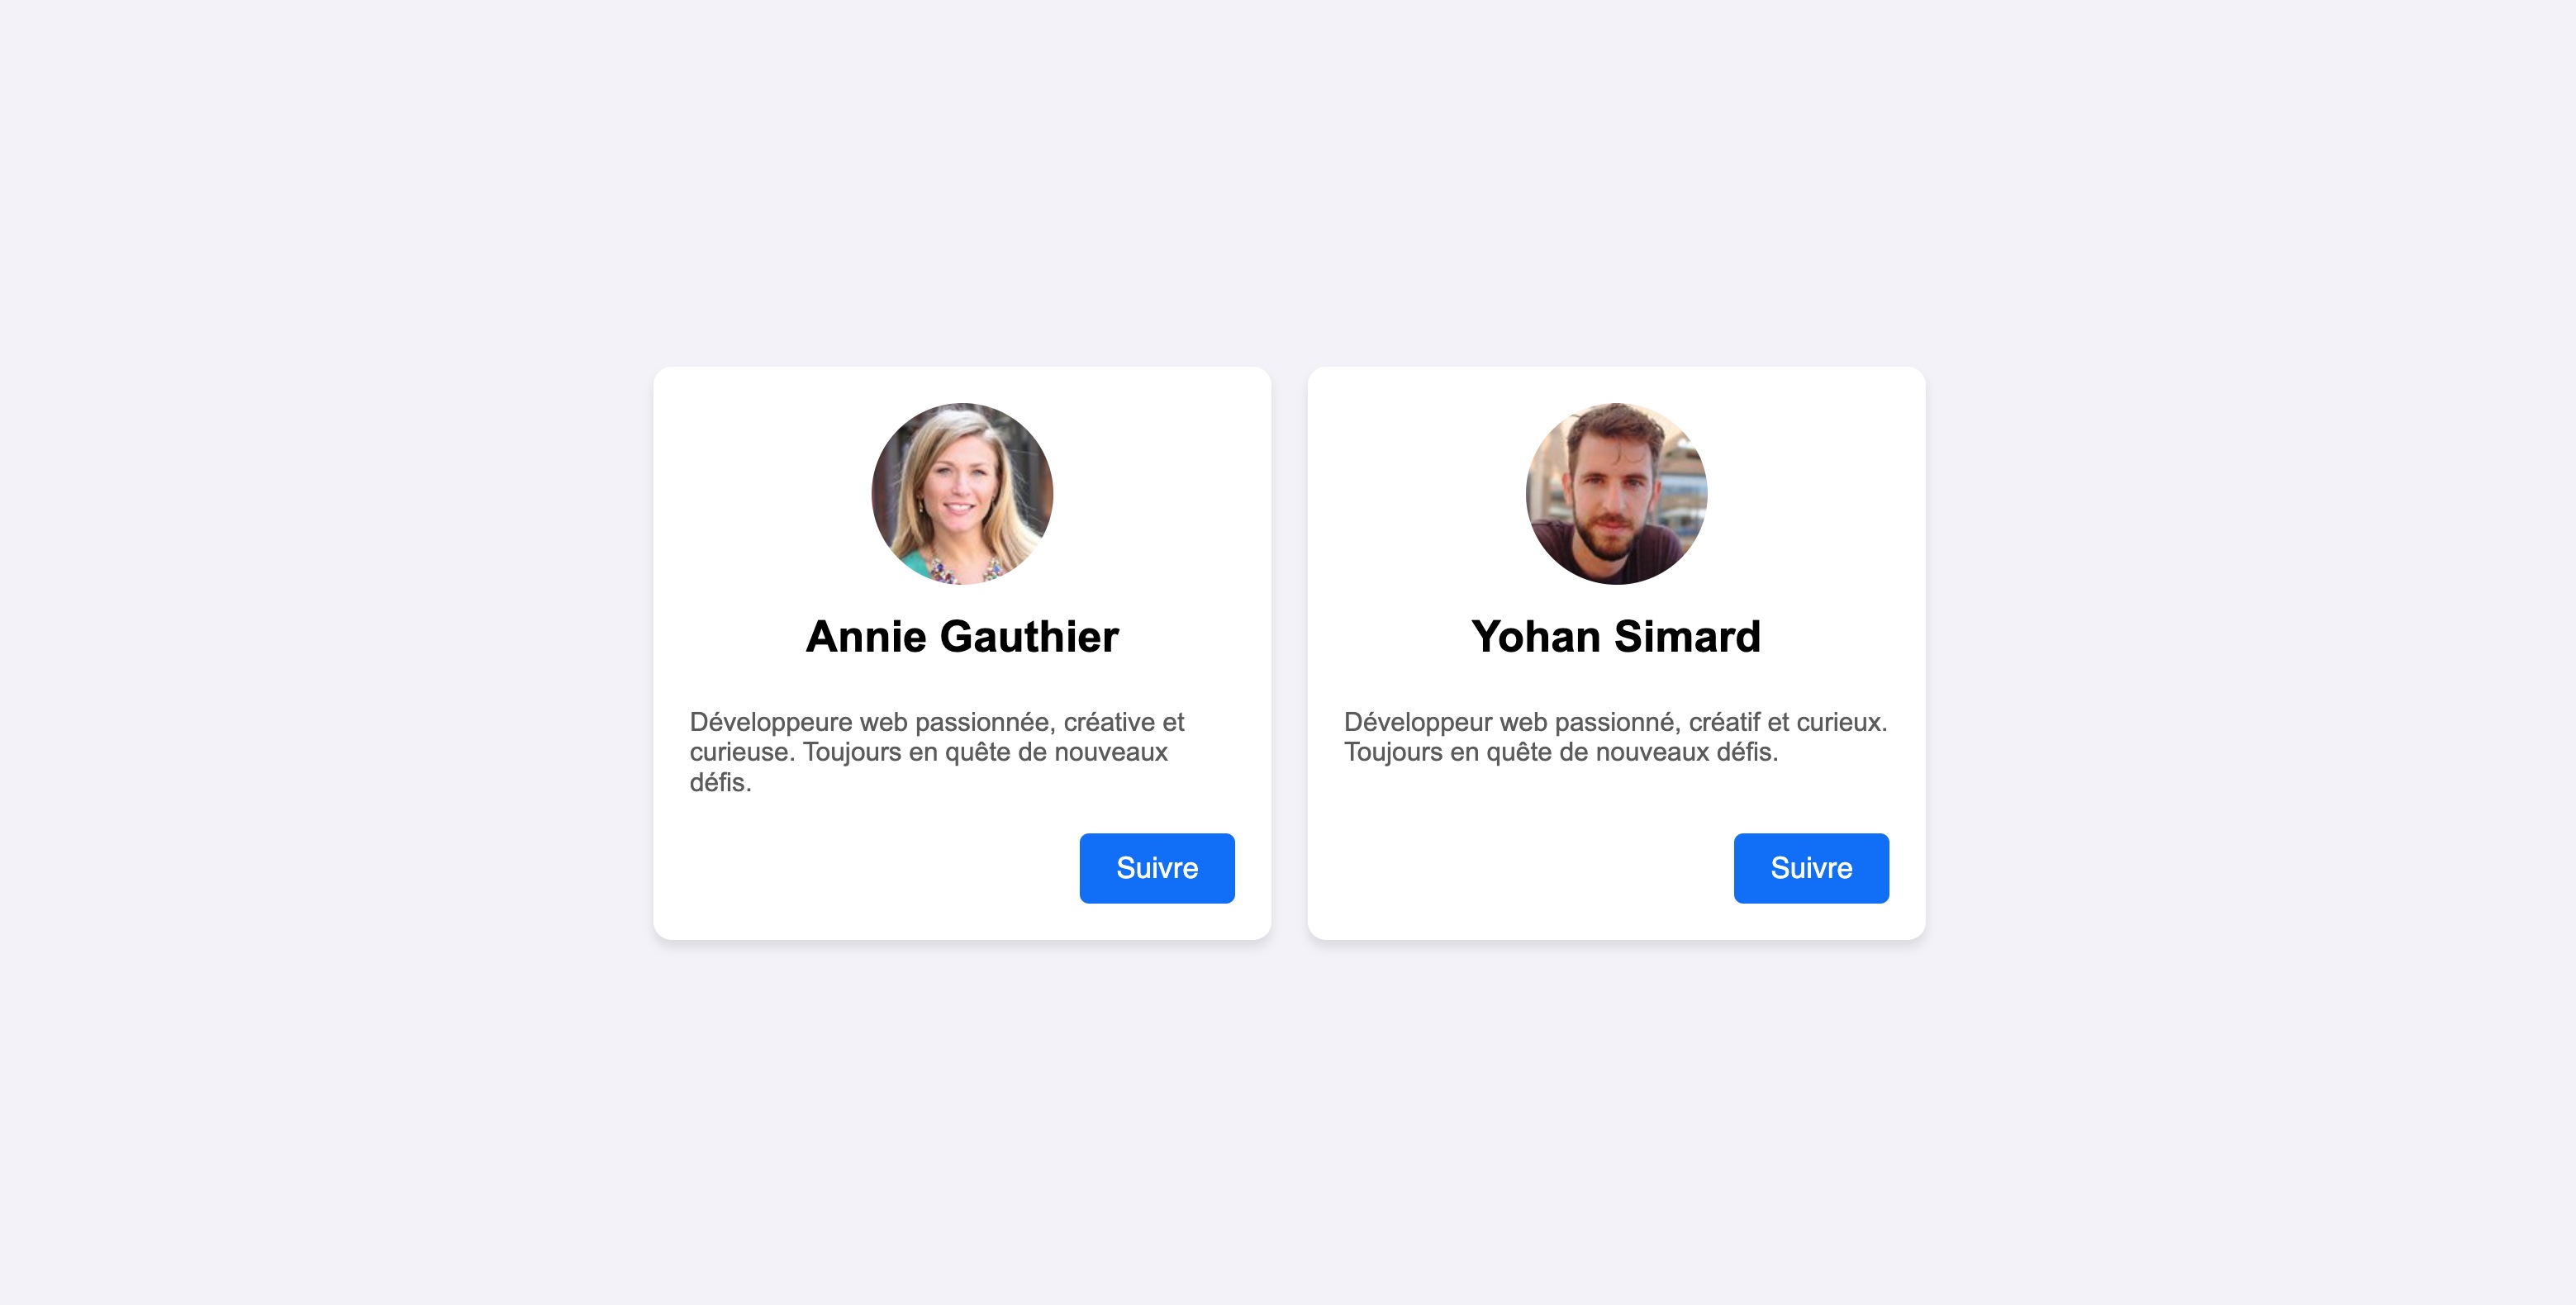 Annie Gauthier
Développeure web passionnée, créative et
curieuse. Toujours en quête de nouveaux
défis.
Suivre
Yohan Simard
Développeur web passionné, créatif et curieux.
Toujours en quête de nouveaux défis.
Suivre